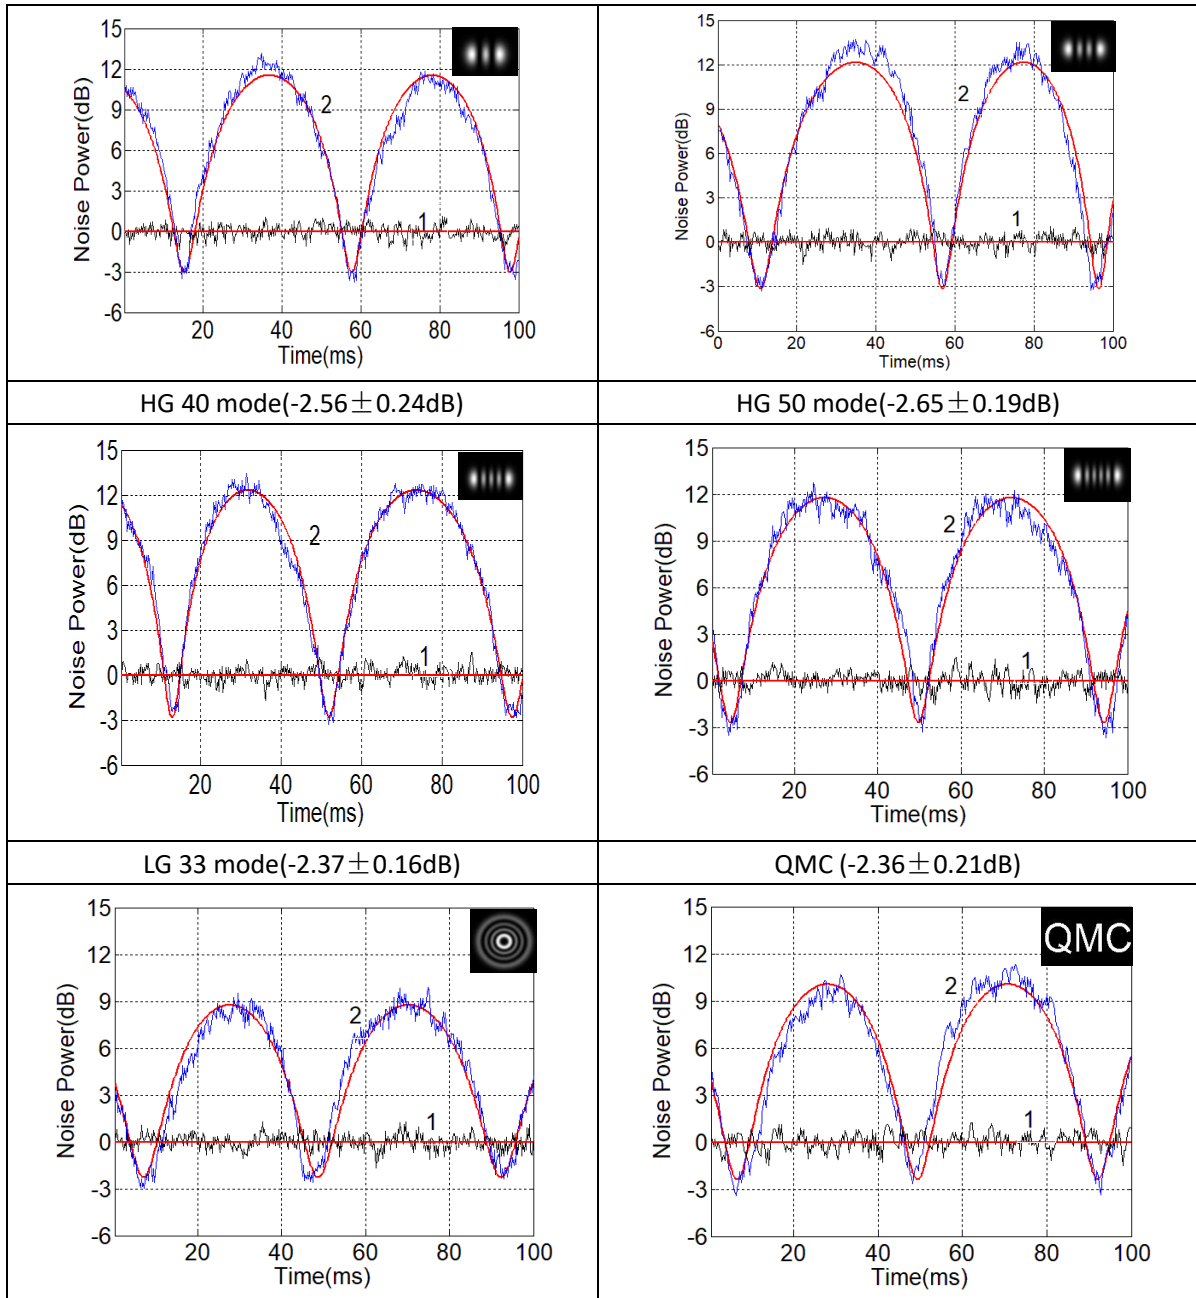 15
12
9
6
3
0
-3
-6
Noise Power(dB)
2
1
20 40 60 80 100
Time(ms)
15
12
9
6
3
0
-3
-6
Noise Power(dB)
2
1
0 20 40 60 80 100
Time(ms)
HG 40 mode(-2.56±0.24dB)
HG 50 mode(-2.65±0.19dB)
15
12
9
6
3
0
-3
-6
Noise Power(dB)
2
1
20 40 60 80 100
Time(ms)
15
12
9
6
3
0
-3
-6
Noise Power(dB)
2
1
20 40 60 80 100
Time(ms)
LG 33 mode(-2.37±0.16dB)
QMC (-2.36±0.21dB)
15
12
9
6
3
0
-3
-6
Noise Power(dB)
2
1
20 40 60 80 100
Time(ms)
15
12
9
6
3
0
-3
-6
Noise Power(dB)
QMC
2
1
20 40 60 80 100
Time(ms)